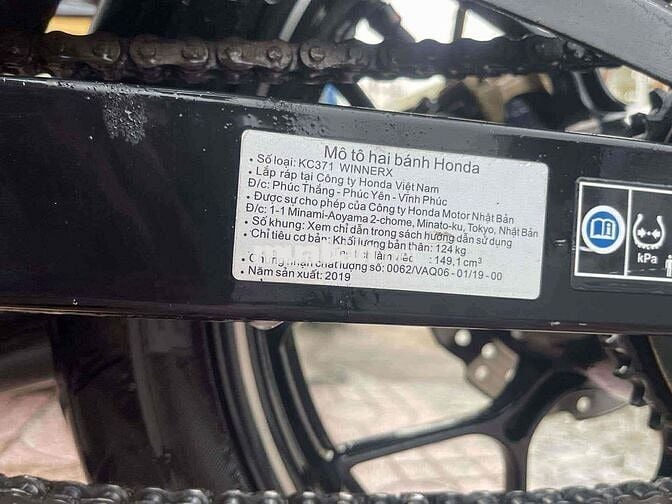 Mô tô hai bánh Honda
• Số loại: KC371 WINNERX
• Lắp ráp tại Công ty Honda Việt Nam
Đ/c: Phúc Thắng - Phúc Yên - Vĩnh Phúc
• Được sự cho phép của Công ty Honda Motor Nhật Bản
Đ/c: 1-1 Minami-Aoyama 2-chome, Minato-ku, Tokyo, Nhật Bản
• Số khung: Xem chỉ dẫn trong sách hướng dẫn sử dụng
• Chỉ tiêu cơ bản: Khối lượng bản thân: 124 kg
làm việc : 149,1 cm³
chất lượng số: 0062/VAQ06 - 01/19 - 00
• Năm sản xuất: 2019
kPa